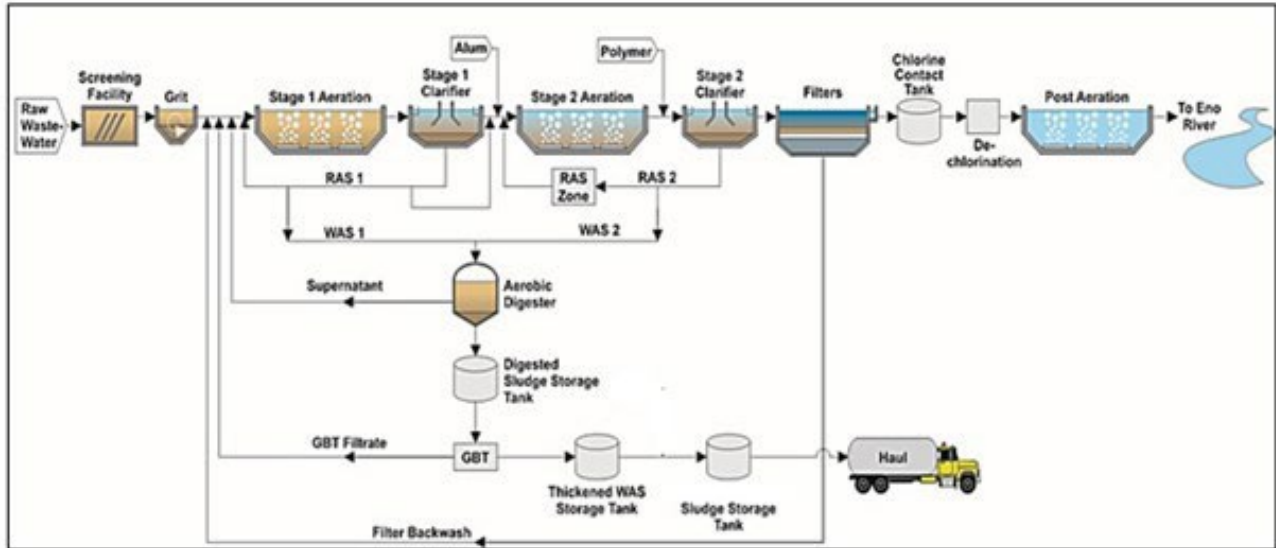 Raw
Waste-
Water
Screening
Facility
Grit
Stage 1 Aeration
Stage 1
Clarifier
Alum
Stage 2 Aeration
Polymer
Stage 2
Clarifier
Filters
Chlorine
Contact
Tank
De-
chlorination
Post Aeration
To Eno
River
RAS 1
RAS
Zone
RAS 2
WAS 1
WAS 2
Supernatant
Aerobic
Digester
Digested
Sludge Storage
Tank
GBT Filtrate
GBT
Thickened WAS
Storage Tank
Sludge Storage
Tank
Haul
Filter Backwash